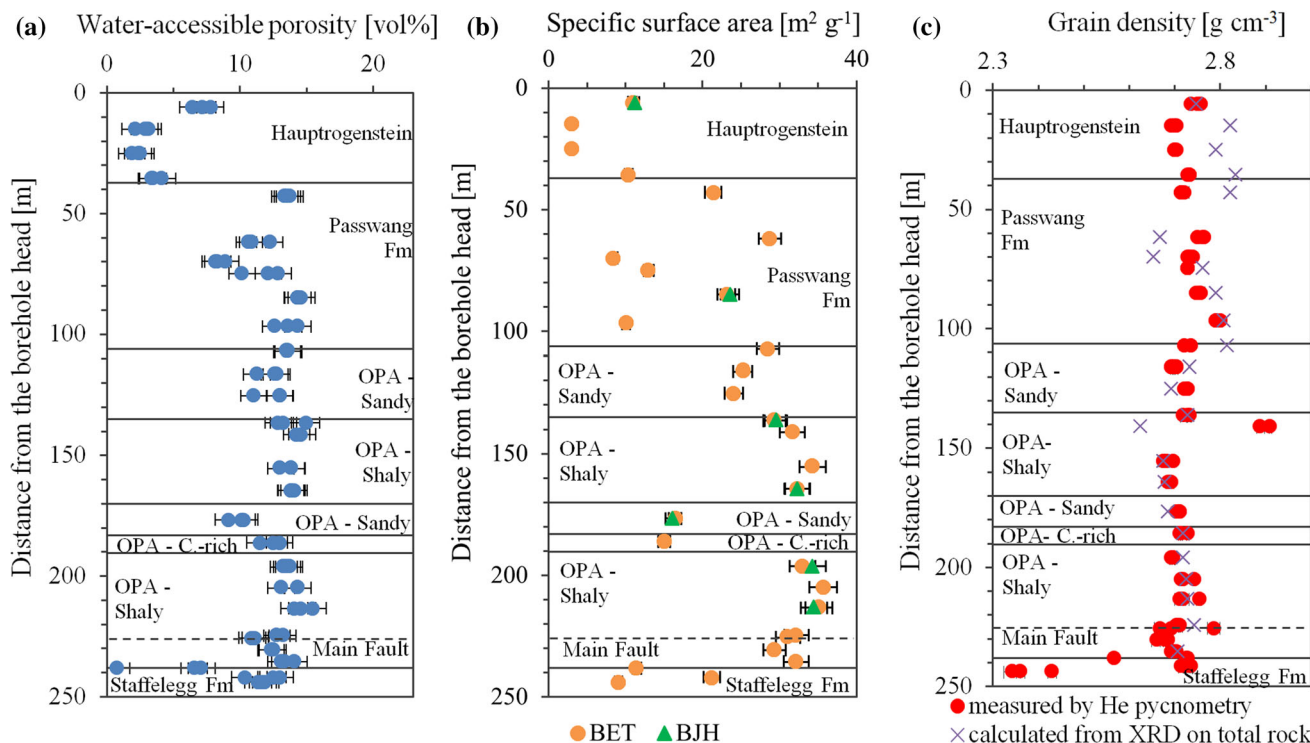 (a)
Water-accessible porosity [vol%]
0 10 20
Distance from the borehole head [m]
0
50
100
150
200
250
Hauptrogenstein
Passwang
Fm
OPA -
Sandy
OPA -
Shaly
OPA - Sandy
OPA - C.-rich
OPA -
Shaly
Main Fault
Staffelegg Fm
(b)
Specific surface area [m² g⁻¹]
0 20 40
Distance from the borehole head [m]
0
50
100
150
200
250
Hauptrogenstein
Passwang
Fm
OPA -
Sandy
OPA -
Shaly
OPA - Sandy
OPA - C.-rich
OPA -
Shaly
Main Fault
Staffelegg Fm
BET BJH
(c)
Grain density [g cm⁻³]
2.3 2.8
Distance from the borehole head [m]
0
50
100
150
200
250
Hauptrogenstein
Passwang
Fm
OPA -
Sandy
OPA-
Shaly
OPA - Sandy
OPA- C.-rich
OPA -
Shaly
Main Fault
Staffelegg Fm
measured by He pycnometry
calculated from XRD on total rock